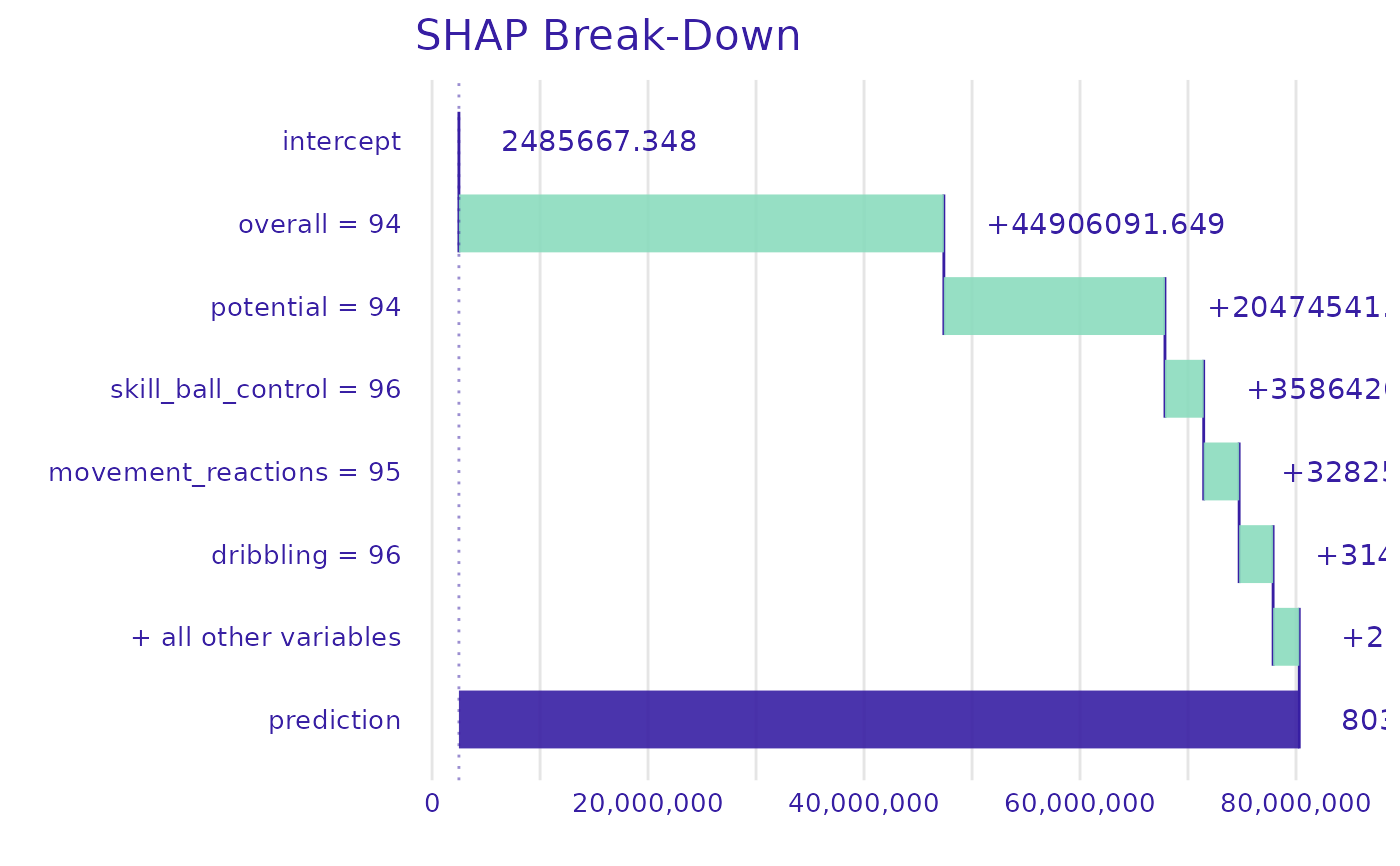 SHAP Break-Down
intercept 2485667.348
overall = 94 +44906091.649
potential = 94 +20474541.
skill_ball_control = 96 +358642
movement_reactions = 95 +3282
dribbling = 96 +314
+ all other variables +2
prediction 803
0 20,000,000 40,000,000 60,000,000 80,000,000